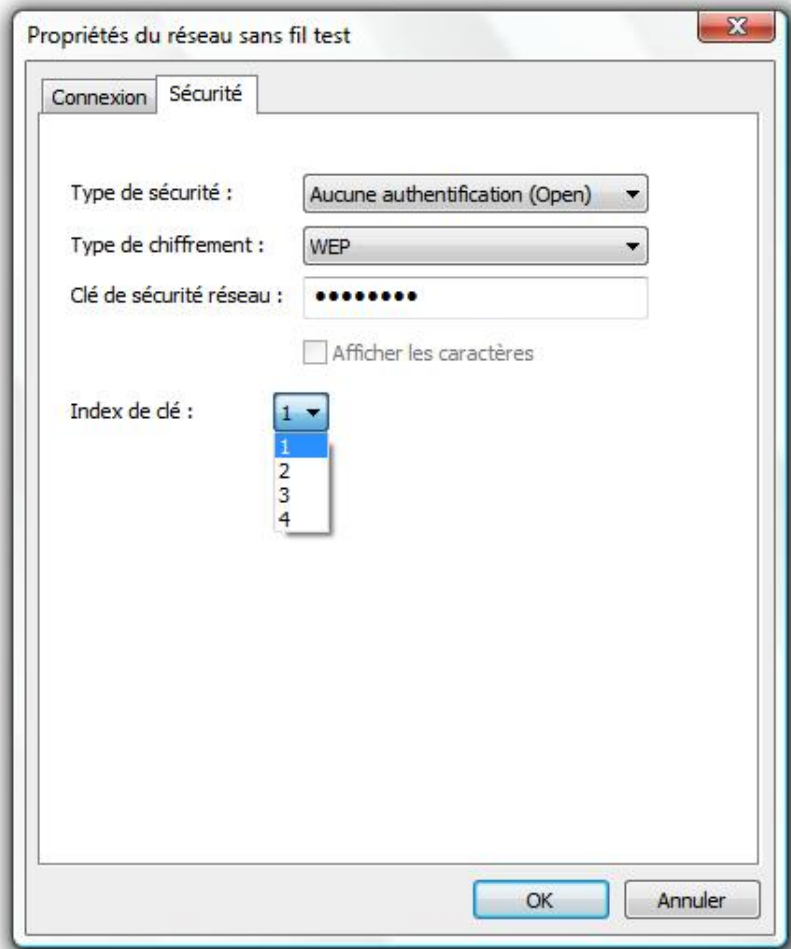 Propriétés du réseau sans fil test
Connexion Sécurité
Type de sécurité : Aucune authentification (Open)
Type de chiffrement : WEP
Clé de sécurité réseau : ••••••••
Afficher les caractères
Index de clé : 1
1
2
3
4
OK Annuler